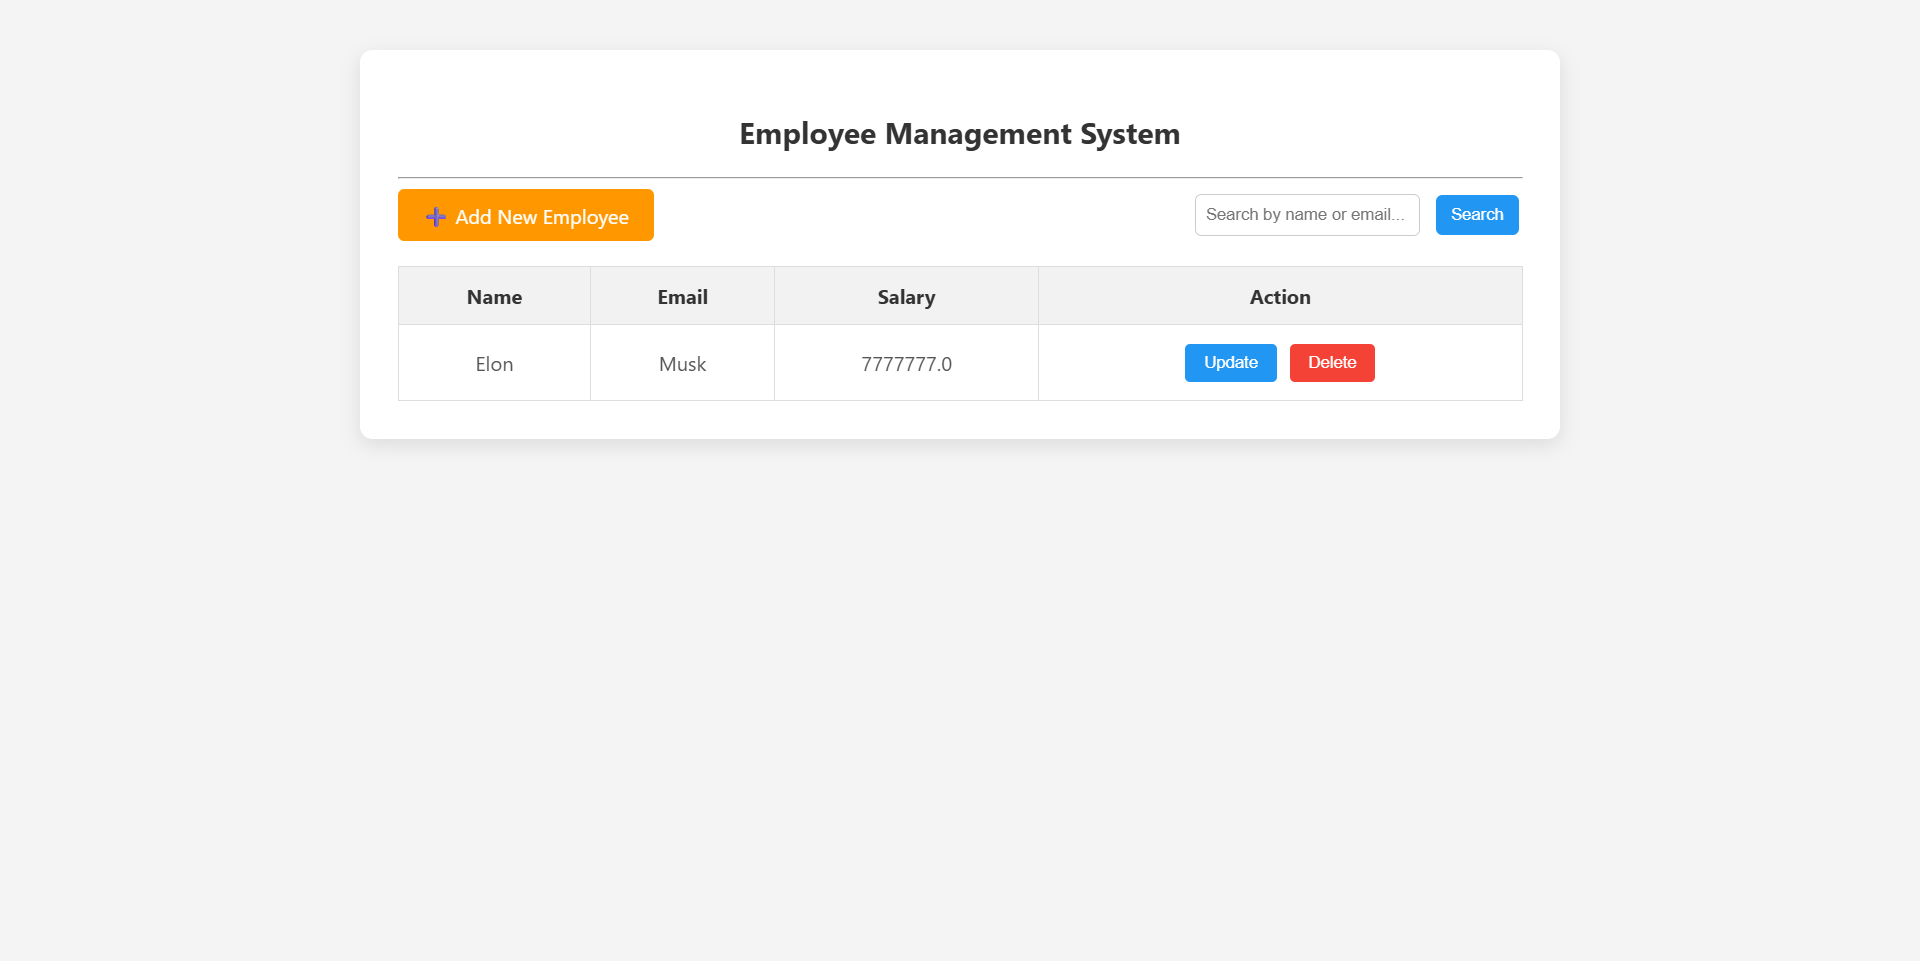 Employee Management System
➕ Add New Employee
Search by name or email...
Search
Name Email Salary Action
Elon Musk 7777777.0 Update Delete